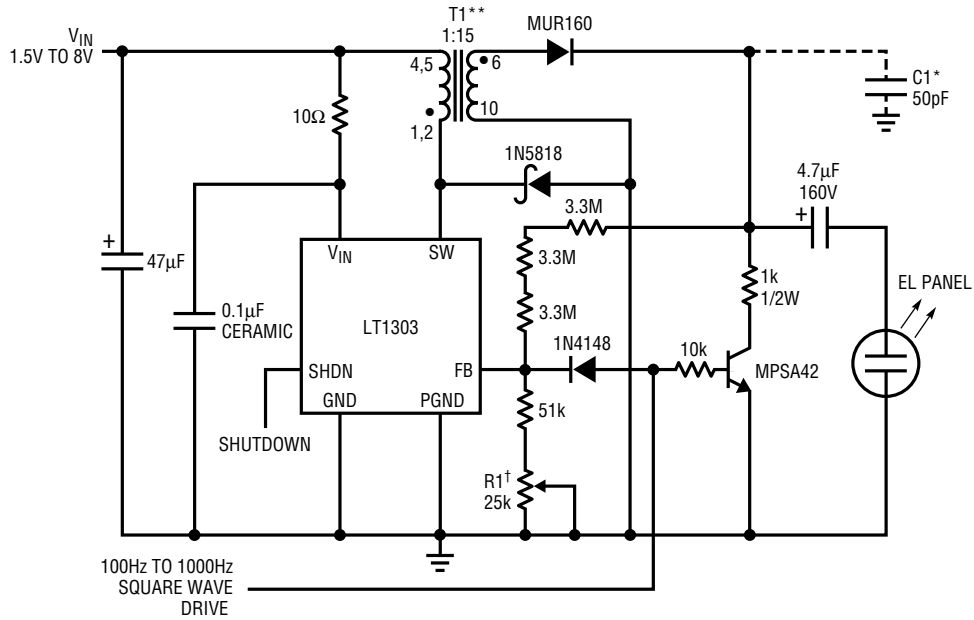 T1**
1:15
MUR160
VIN
1.5V TO 8V
4,5
6
C1*
50pF
10Ω
10
1,2
1N5818
4.7µF
160V
+
3.3M
VIN
SW
3.3M
+
47µF
1k
1/2W
EL PANEL
0.1µF
CERAMIC
LT1303
3.3M
1N4148
10k
MPSA42
SHDN
FB
GND
PGND
51k
SHUTDOWN
R1†
25k
100Hz TO 1000Hz
SQUARE WAVE
DRIVE